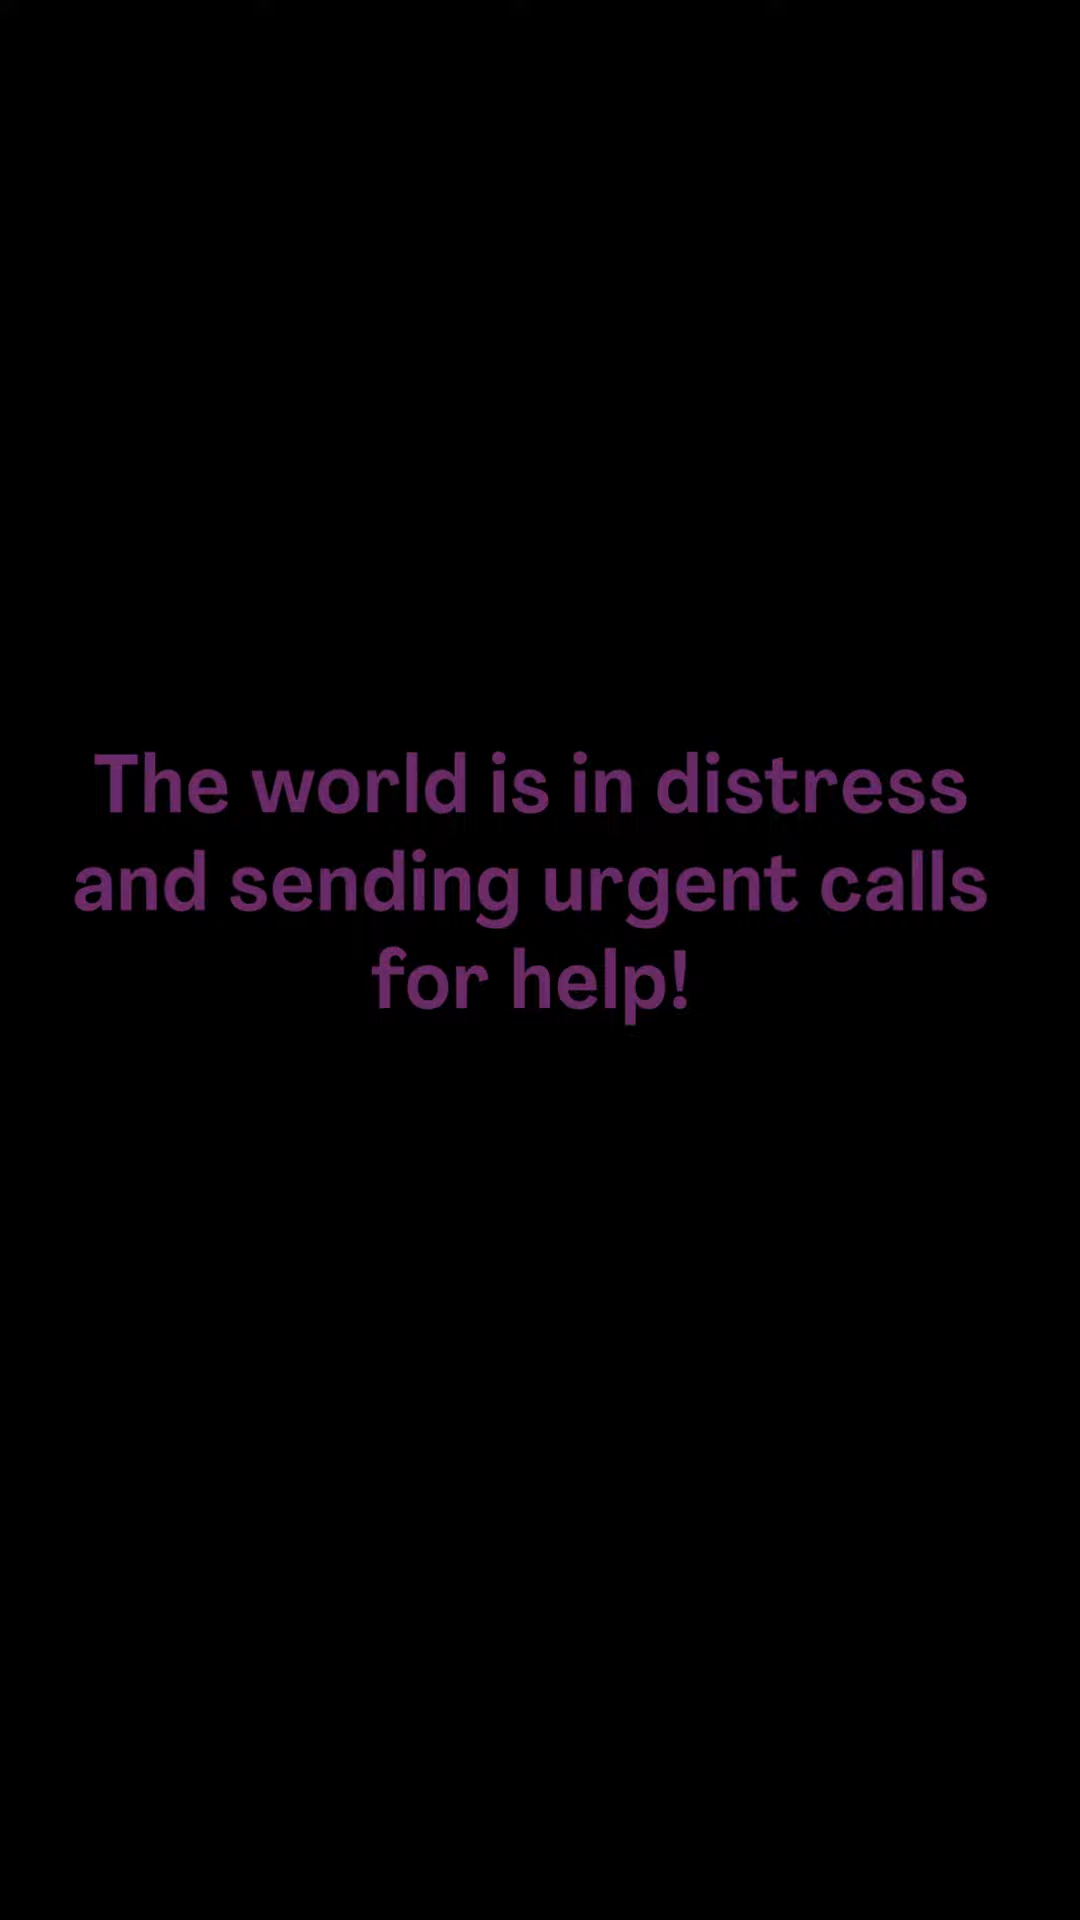 The world is in distress
and sending urgent calls
for help!